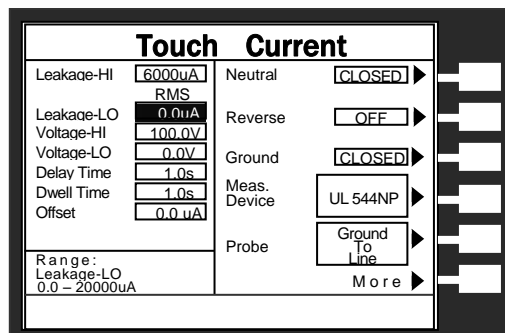 Touch Current
Leakage-HI 6000uA
RMS
Leakage-LO 0.0uA
Voltage-HI 100.0V
Voltage-LO 0.0V
Delay Time 1.0s
Dwell Time 1.0s
Offset 0.0 uA
Range:
Leakage-LO
0.0 – 20000uA
Neutral CLOSED
Reverse OFF
Ground CLOSED
Meas.
Device
UL 544NP
Probe
Ground
To
Line
More